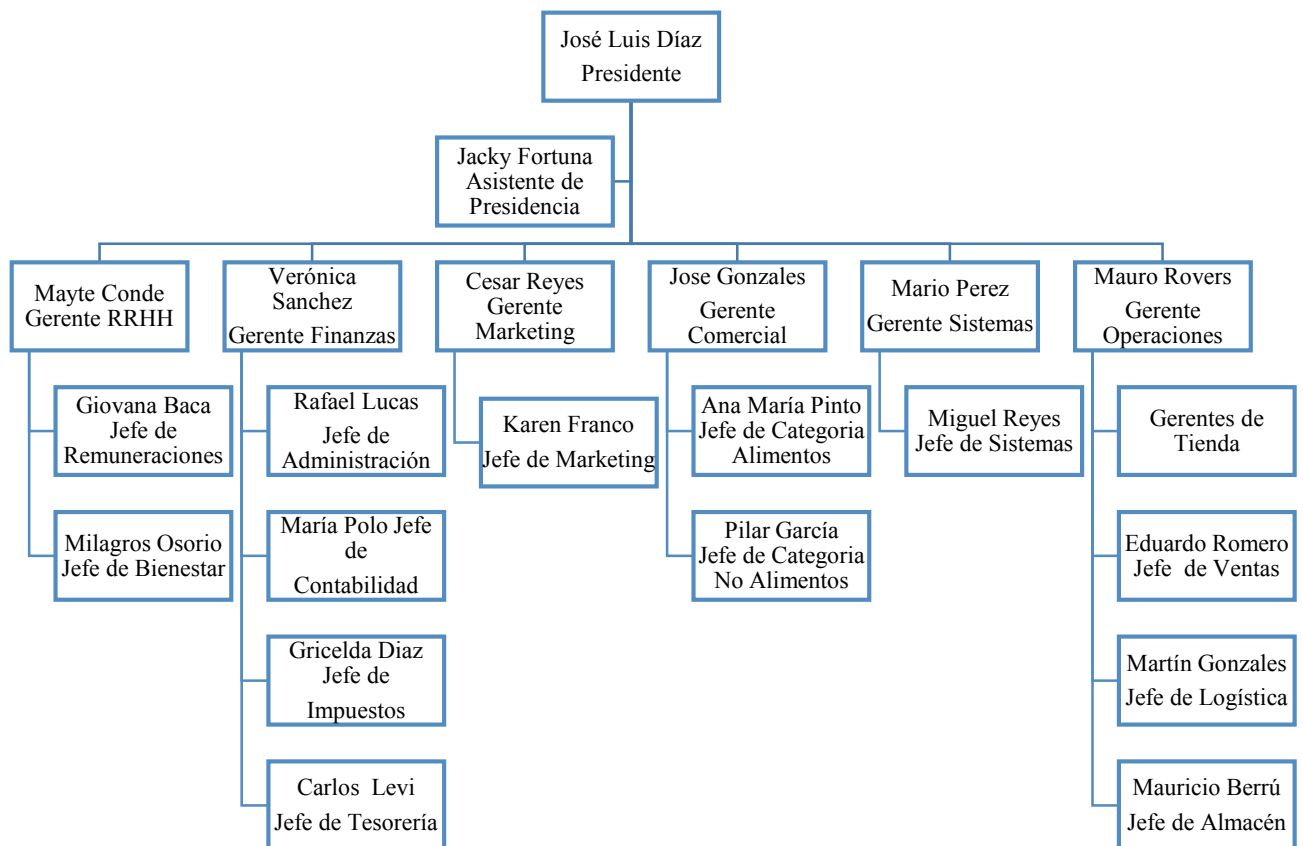 José Luis Díaz
Presidente
Jacky Fortuna
Asistente de
Presidencia
Mayte Conde
Gerente RRHH
Verónica
Sanchez
Gerente Finanzas
Cesar Reyes
Gerente
Marketing
Jose Gonzales
Gerente
Comercial
Mario Perez
Gerente Sistemas
Mauro Rovers
Gerente
Operaciones
Giovana Baca
Jefe de
Remuneraciones
Milagros Osorio
Jefe de Bienestar
Rafael Lucas
Jefe de
Administración
María Polo Jefe
de
Contabilidad
Gricelda Diaz
Jefe de
Impuestos
Carlos Levi
Jefe de Tesorería
Karen Franco
Jefe de Marketing
Ana María Pinto
Jefe de Categoria
Alimentos
Pilar García
Jefe de Categoria
No Alimentos
Miguel Reyes
Jefe de Sistemas
Gerentes de
Tienda
Eduardo Romero
Jefe de Ventas
Martín Gonzales
Jefe de Logística
Mauricio Berrú
Jefe de Almacén